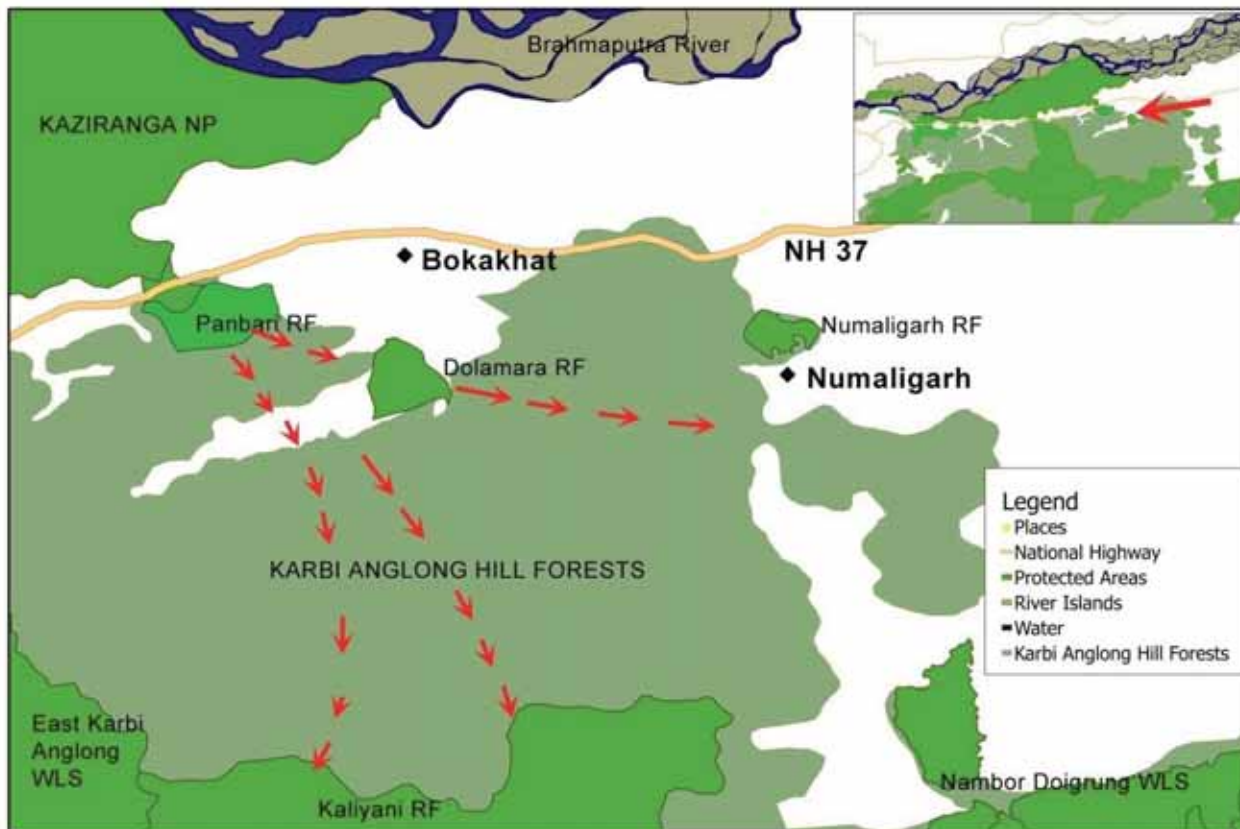 Brahmaputra River
KAZIRANGA NP
NH 37
Bokakhat
Panbari RF
Numaligarh RF
Dolamara RF
Numaligarh
Legend
Places
National Highway
Protected Areas
River Islands
Water
Karbi Anglong Hill Forests
KARBI ANGLONG HILL FORESTS
East Karbi
Anglong
WLS
Kaliyani RF
Nambor Doigrung WLS